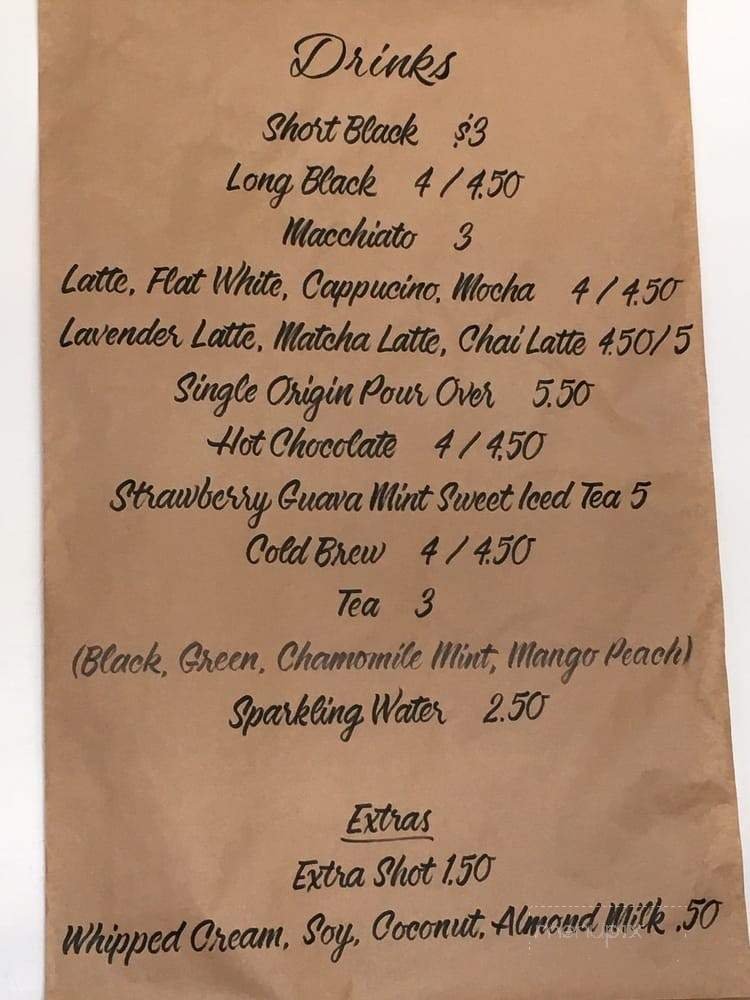 Drinks
Short Black $3
Long Black 4 / 4.50
Macchiato 3
Latte, Flat White, Cappucino, Mocha 4 / 4.50
Lavender Latte, Matcha Latte, Chai Latte 4.50/5
Single Origin Pour Over 5.50
Hot Chocolate 4 / 4.50
Strawberry Guava Mint Sweet Iced Tea 5
Cold Brew 4 / 4.50
Tea 3
(Black, Green, Chamomile Mint, Mango Peach)
Sparkling Water 2.50
Extras
Extra Shot 1.50
Whipped Cream, Soy, Coconut, Almond Milk .50
menupix